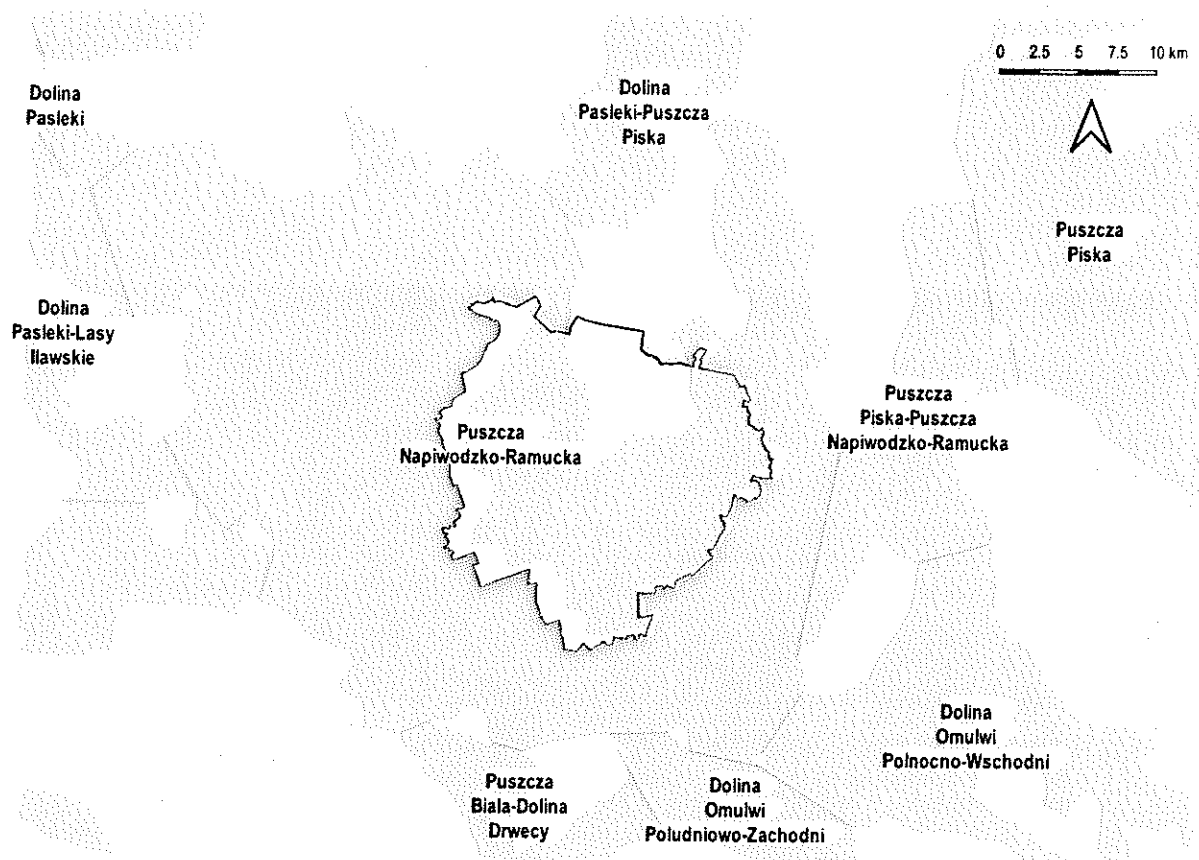 0 2.5 5 7.5 10 km
Dolina
Pasleki
Dolina
Pasleki-Puszcza
Piska
Puszcza
Piska
Dolina
Pasleki-Lasy
Ilawskie
Puszcza
Piska-Puszcza
Napiwodzko-Ramucka
Puszcza
Napiwodzko-Ramucka
Dolina
Omulwi
Polnocno-Wschodni
Puszcza
Biala-Dolina
Drwecy
Dolina
Omulwi
Poludniowo-Zachodni